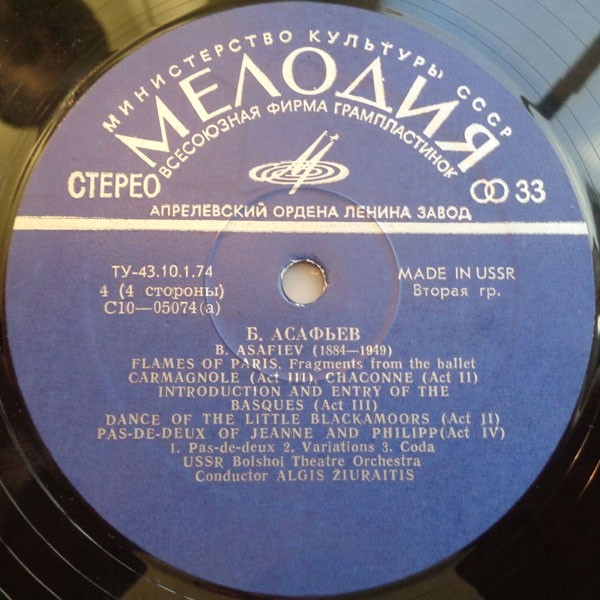 МИНИСТЕРСТВО КУЛЬТУРЫ СССР
МЕЛОДИЯ
ВСЕСОЮЗНАЯ ФИРМА ГРАМПЛАСТИНОК
СТЕРЕО
33
АПРЕЛЕВСКИЙ ОРДЕНА ЛЕНИНА ЗАВОД
ТУ-43.10.1.74
MADE IN USSR
4 (4 стороны)
Вторая гр.
С10—05074(а)
Б. АСАФЬЕВ
B. ASAFIEV (1884—1949)
FLAMES OF PARIS. Fragments from the ballet
CARMAGNOLE (Act III), CHACONNE (Act II)
INTRODUCTION AND ENTRY OF THE
BASQUES (Act III)
DANCE OF THE LITTLE BLACKAMOORS (Act II)
PAS-DE-DEUX OF JEANNE AND PHILIPP(Act IV)
1. Pas-de-deux 2. Variations 3. Coda
USSR Bolshoi Theatre Orchestra
Conductor ALGIS ŽIURAITIS